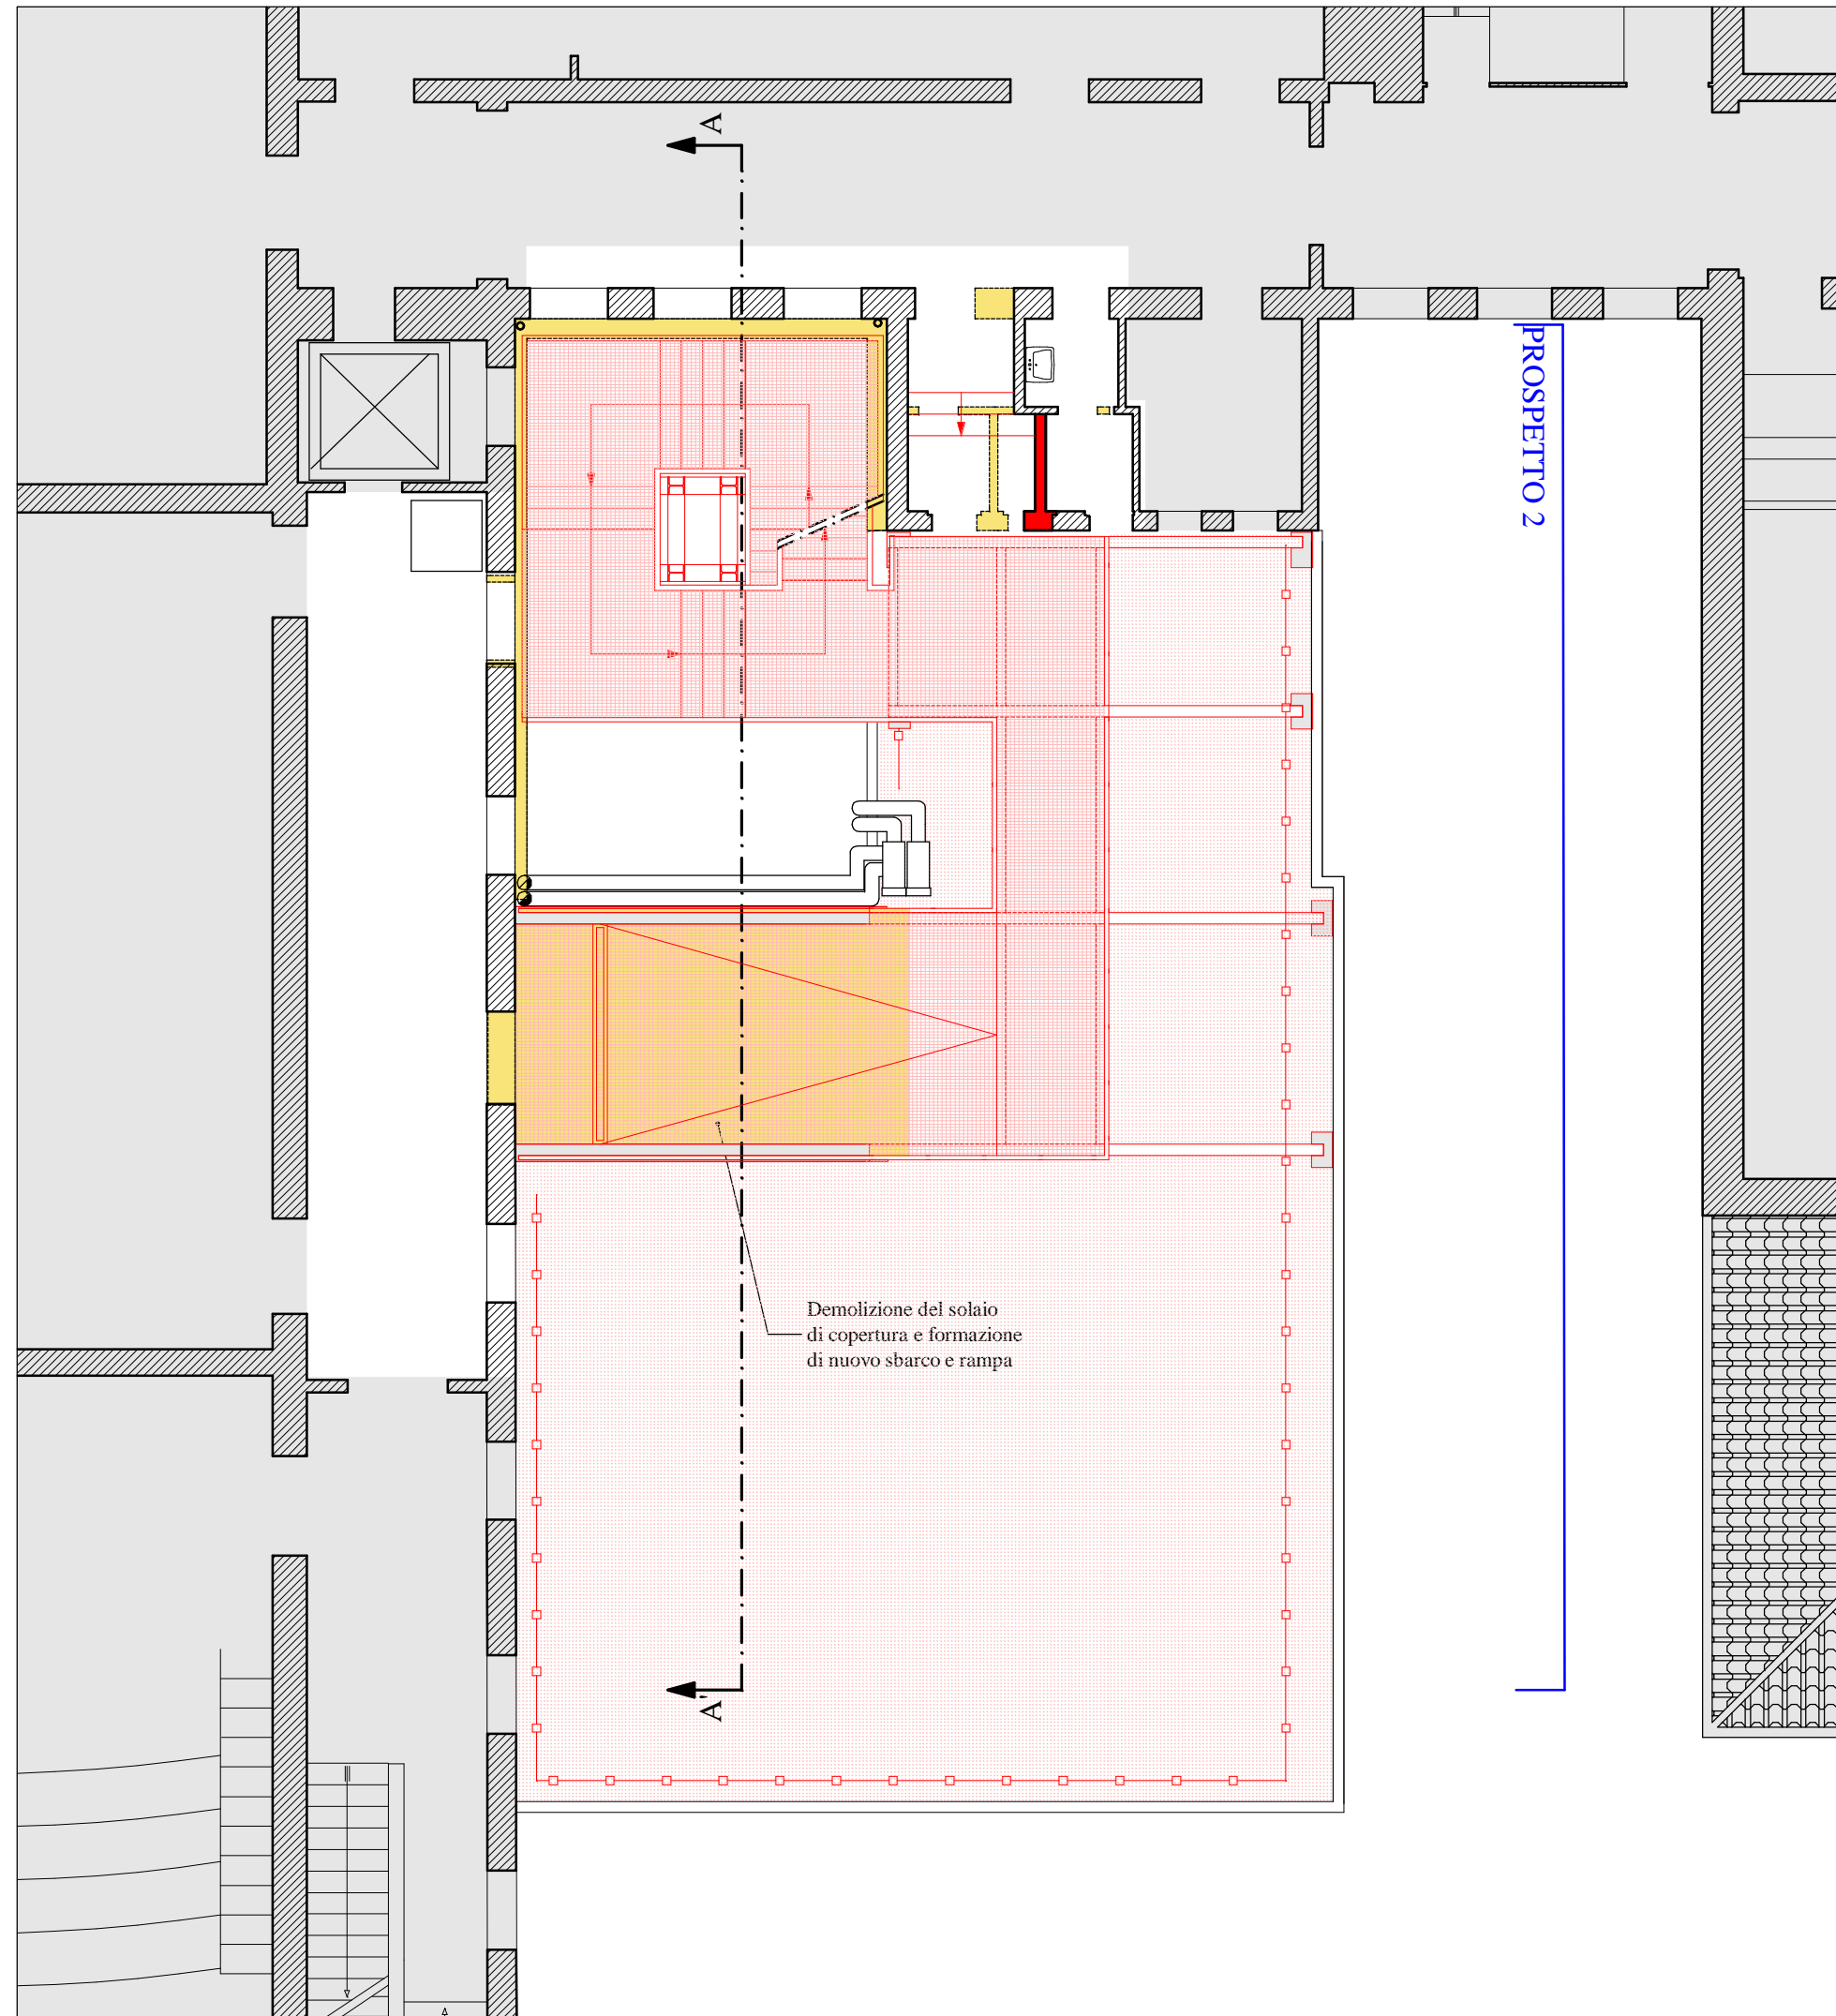 A
PROSPETTO 2
Demolizione del solaio
di copertura e formazione
di nuovo sbarco e rampa
A'